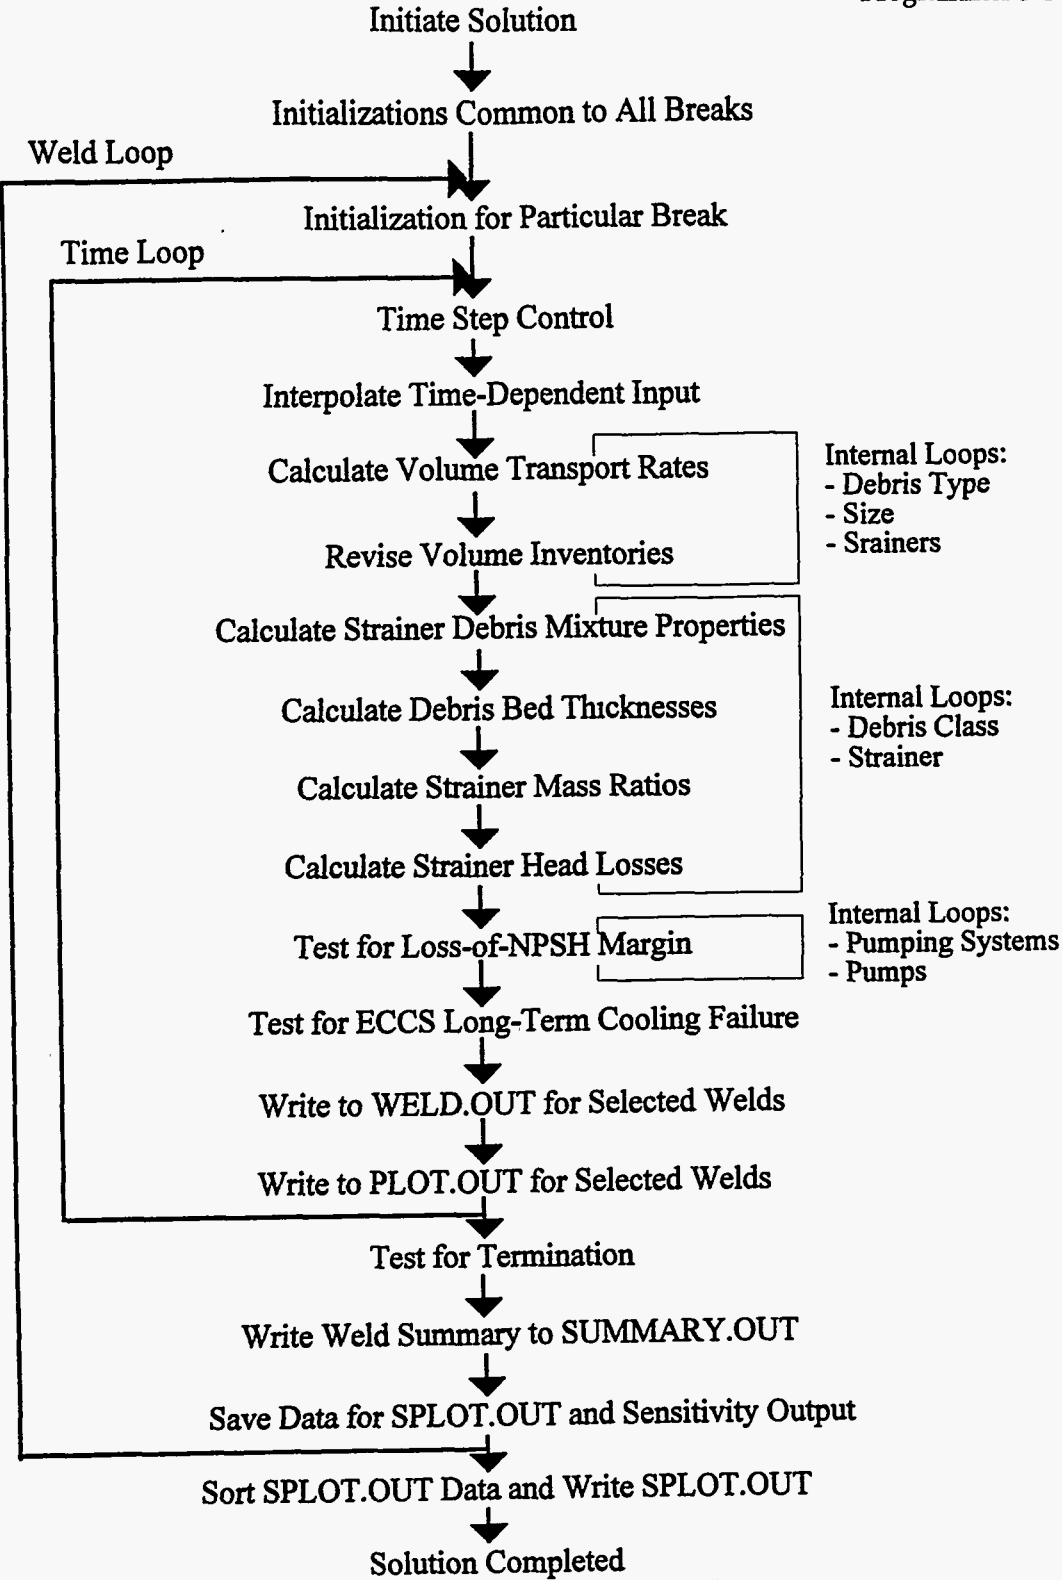 Initiate Solution
Initializations Common to All Breaks
Weld Loop
Initialization for Particular Break
Time Loop
Time Step Control
Interpolate Time-Dependent Input
Calculate Volume Transport Rates
Internal Loops:
- Debris Type
- Size
- Srainers
Revise Volume Inventories
Calculate Strainer Debris Mixture Properties
Calculate Debris Bed Thicknesses
Internal Loops:
- Debris Class
- Strainer
Calculate Strainer Mass Ratios
Calculate Strainer Head Losses
Test for Loss-of-NPSH Margin
Internal Loops:
- Pumping Systems
- Pumps
Test for ECCS Long-Term Cooling Failure
Write to WELD.OUT for Selected Welds
Write to PLOT.OUT for Selected Welds
Test for Termination
Write Weld Summary to SUMMARY.OUT
Save Data for SPLOT.OUT and Sensitivity Output
Sort SPLOT.OUT Data and Write SPLOT.OUT
Solution Completed